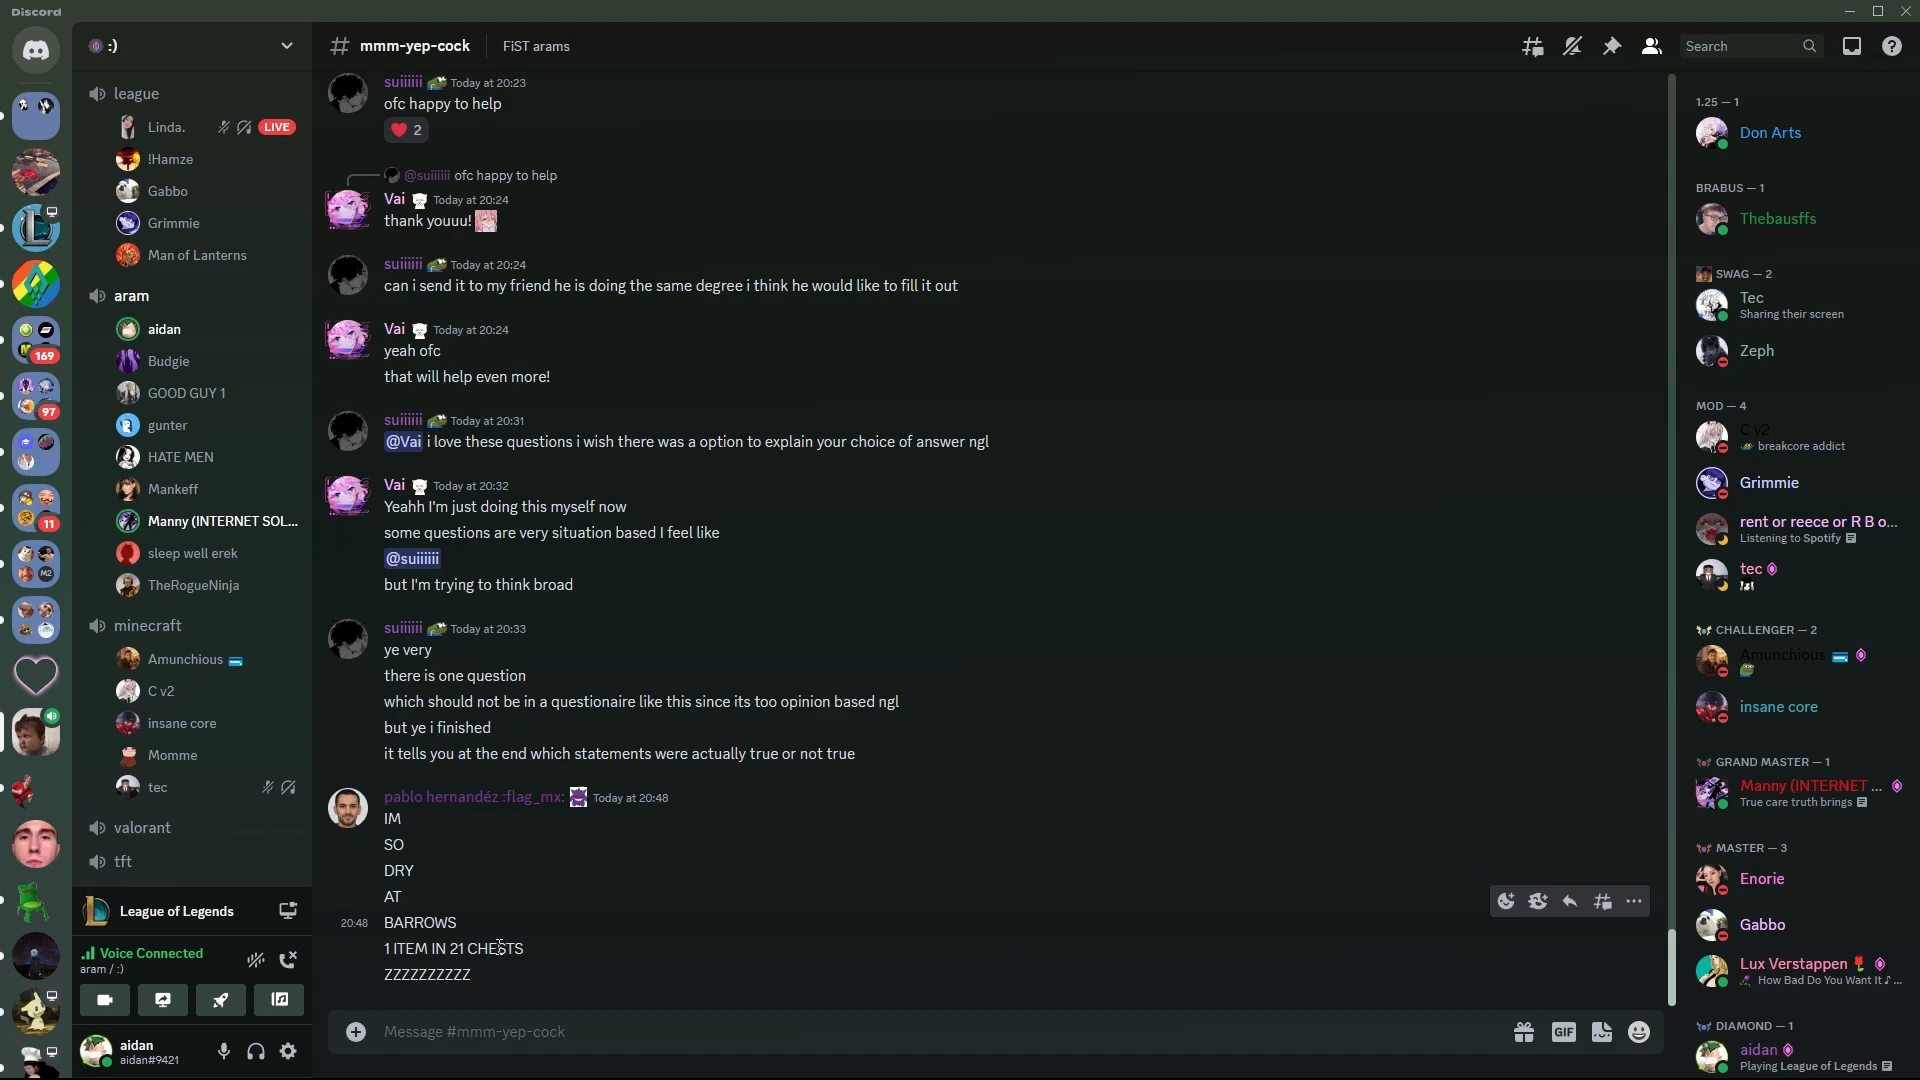 Discord
:)
league
Linda.
LIVE
!Hamze
Gabbo
Grimmie
Man of Lanterns
aram
aidan
Budgie
GOOD GUY 1
gunter
HATE MEN
Mankeff
Manny (INTERNET SOL...
sleep well erek
TheRogueNinja
minecraft
Amunchious
C v2
insane core
Momme
tec
valorant
tft
169
97
11
M2
League of Legends
Voice Connected
aram / :)
aidan
aidan#9421
mmm-yep-cock
FiST arams
Search
suiiiiii Today at 20:23
ofc happy to help
2
@suiiiiii ofc happy to help
Vai Today at 20:24
thank youuu!
suiiiiii Today at 20:24
can i send it to my friend he is doing the same degree i think he would like to fill it out
Vai Today at 20:24
yeah ofc
that will help even more!
suiiiiii Today at 20:31
@Vai i love these questions i wish there was a option to explain your choice of answer ngl
Vai Today at 20:32
Yeahh I'm just doing this myself now
some questions are very situation based I feel like
@suiiiiii
but I'm trying to think broad
suiiiiii Today at 20:33
ye very
there is one question
which should not be in a questionaire like this since its too opinion based ngl
but ye i finished
it tells you at the end which statements were actually true or not true
pablo hernandéz :flag_mx: Today at 20:48
IM
SO
DRY
AT
20:48 BARROWS
1 ITEM IN 21 CHESTS
ZZZZZZZZZZ
Message #mmm-yep-cock
GIF
1.25 — 1
Don Arts
BRABUS — 1
Thebausffs
SWAG — 2
Tec
Sharing their screen
Zeph
MOD — 4
C v2
breakcore addict
Grimmie
rent or reece or R B o...
Listening to Spotify
tec
CHALLENGER — 2
Amunchious
insane core
GRAND MASTER — 1
Manny (INTERNET ...
True care truth brings
MASTER — 3
Enorie
Gabbo
Lux Verstappen
How Bad Do You Want It ♪ ...
DIAMOND — 1
aidan
Playing League of Legends